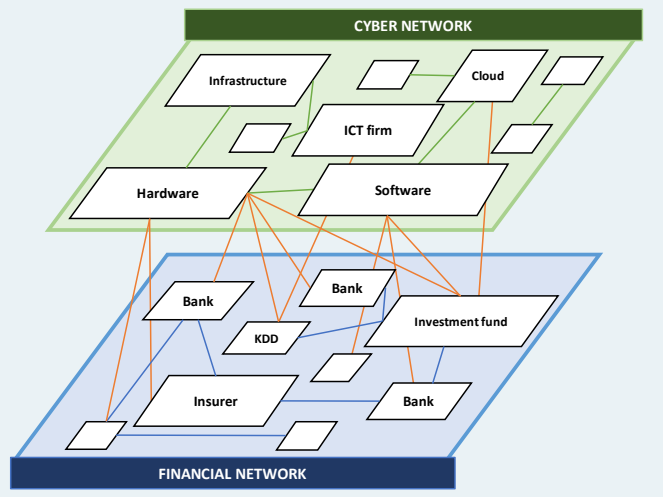 CYBER NETWORK
Infrastructure
Cloud
ICT firm
Hardware
Software
Bank
Bank
Investment fund
KDD
Insurer
Bank
FINANCIAL NETWORK